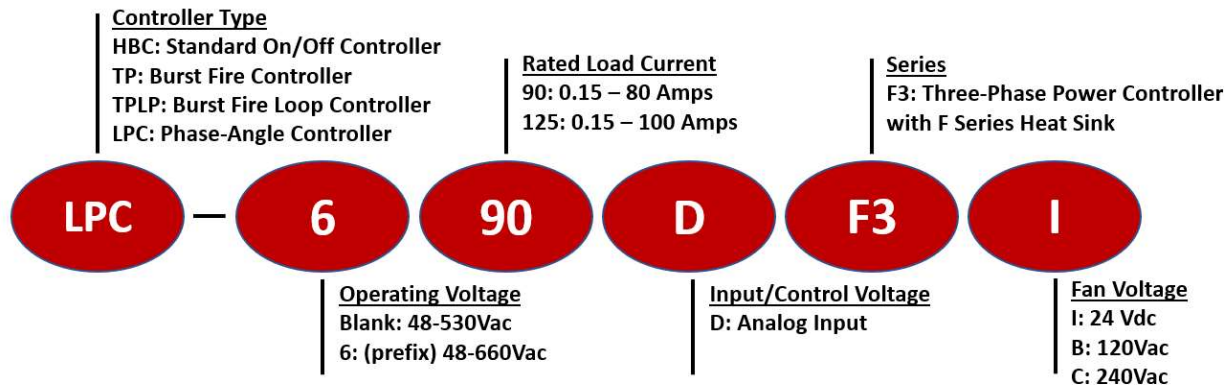 Controller Type
HBC: Standard On/Off Controller
TP: Burst Fire Controller
TPLP: Burst Fire Loop Controller
LPC: Phase-Angle Controller
Rated Load Current
90: 0.15 – 80 Amps
125: 0.15 – 100 Amps
Series
F3: Three-Phase Power Controller
with F Series Heat Sink
LPC – 6 90 D F3 I
Operating Voltage
Blank: 48-530Vac
6: (prefix) 48-660Vac
Input/Control Voltage
D: Analog Input
Fan Voltage
I: 24 Vdc
B: 120Vac
C: 240Vac